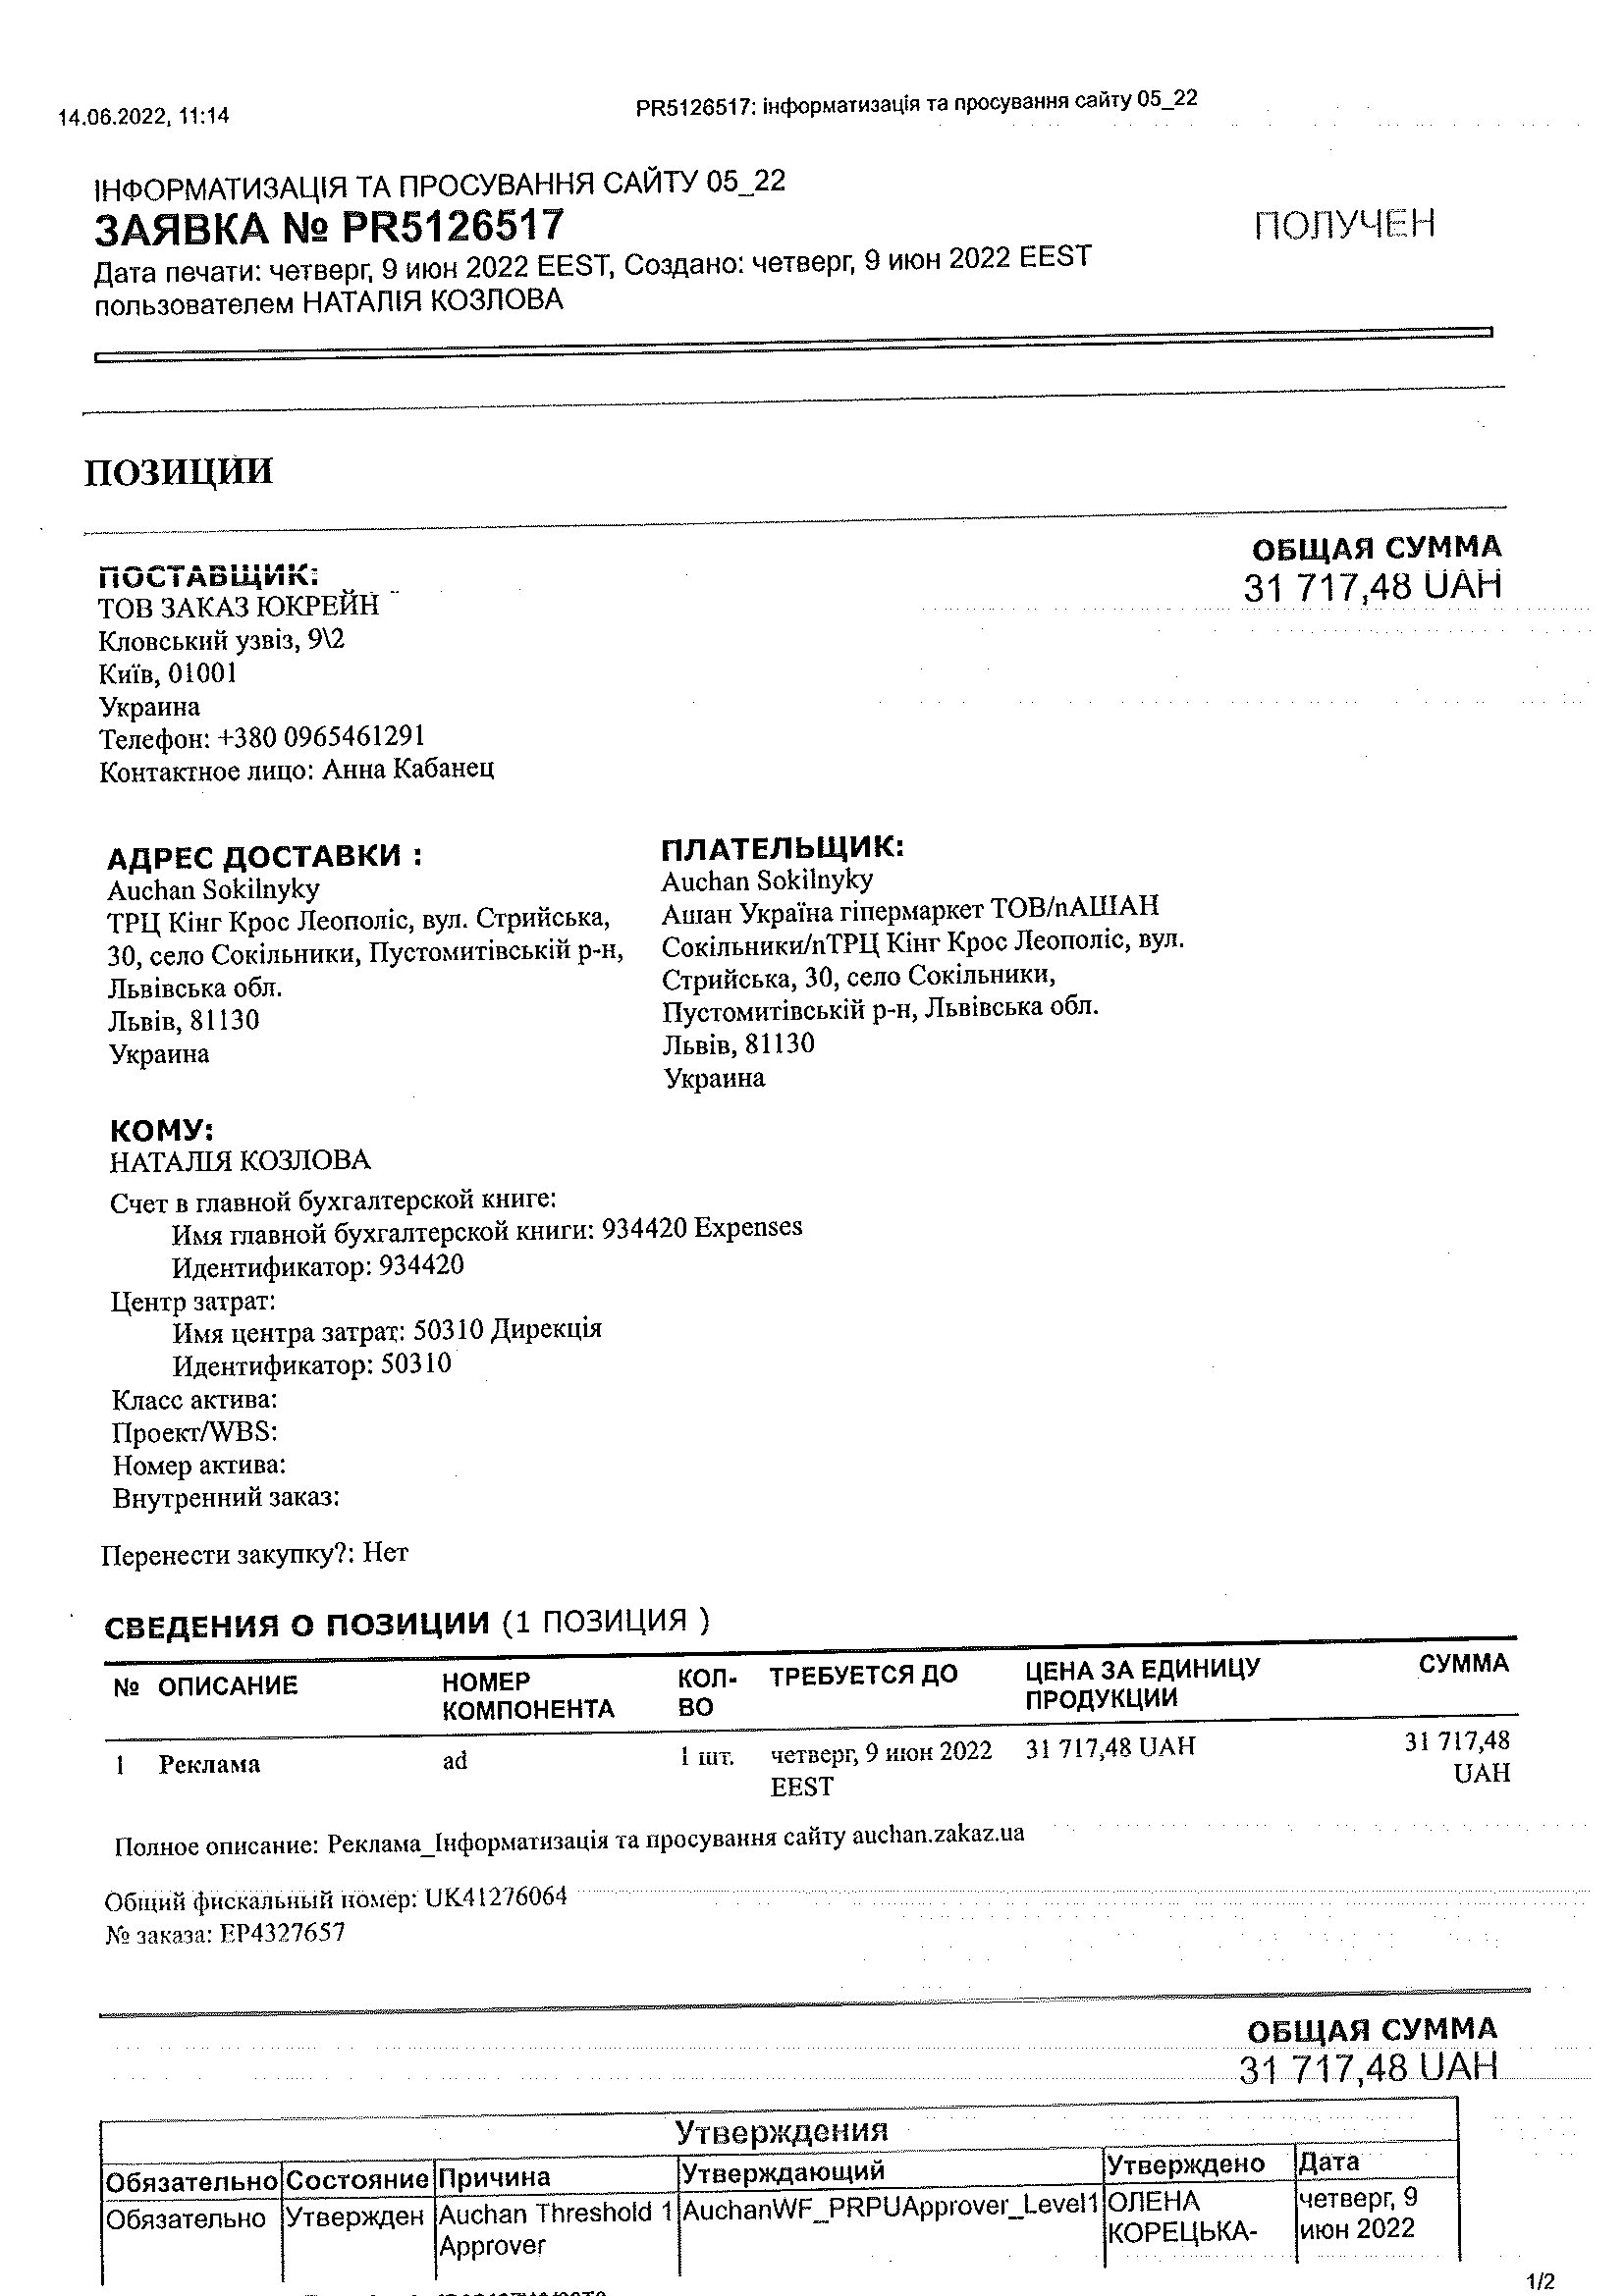 14.06.2022, 11:14
PR5126517: інформатизація та просування сайту 05_22
ІНФОРМАТИЗАЦІЯ ТА ПРОСУВАННЯ САЙТУ 05_22
ЗАЯВКА № PR5126517
ПОЛУЧЕН
Дата печати: четверг, 9 июн 2022 EEST, Создано: четверг, 9 июн 2022 EEST
пользователем НАТАЛІЯ КОЗЛОВА
ПОЗИЦИИ
ОБЩАЯ СУММА
31 717,48 UAH
ПОСТАВЩИК:
ТОВ ЗАКАЗ ЮКРЕЙН
Кловський узвіз, 9\2
Київ, 01001
Украина
Телефон: +380 0965461291
Контактное лицо: Анна Кабанец
АДРЕС ДОСТАВКИ :
Auchan Sokilnyky
ТРЦ Кінг Крос Леополіс, вул. Стрийська,
30, село Сокільники, Пустомитівській р-н,
Львівська обл.
Львів, 81130
Украина
ПЛАТЕЛЬЩИК:
Auchan Sokilnyky
Ашан Україна гіпермаркет ТОВ/nАШАН
Сокільники/nТРЦ Кінг Крос Леополіс, вул.
Стрийська, 30, село Сокільники,
Пустомитівській р-н, Львівська обл.
Львів, 81130
Украина
КОМУ:
НАТАЛІЯ КОЗЛОВА
Счет в главной бухгалтерской книге:
Имя главной бухгалтерской книги: 934420 Expenses
Идентификатор: 934420
Центр затрат:
Имя центра затрат: 50310 Дирекція
Идентификатор: 50310
Класс актива:
Проект/WBS:
Номер актива:
Внутренний заказ:
Перенести закупку?: Нет
СВЕДЕНИЯ О ПОЗИЦИИ (1 ПОЗИЦИЯ )
№ ОПИСАНИЕ НОМЕР КОЛ- ТРЕБУЕТСЯ ДО ЦЕНА ЗА ЕДИНИЦУ СУММА
КОМПОНЕНТА ВО ПРОДУКЦИИ
1 Реклама ad 1 шт. четверг, 9 июн 2022 31 717,48 UAH 31 717,48
EEST UAH
Полное описание: Реклама_Інформатизація та просування сайту auchan.zakaz.ua
Общий фискальный номер: UK41276064
№ заказа: EP4327657
ОБЩАЯ СУММА
31 717,48 UAH
Утверждения
Обязательно Состояние Причина Утверждающий Утверждено Дата
Обязательно Утвержден Auchan Threshold 1 AuchanWF_PRPUApprover_Level1 ОЛЕНА четверг, 9
Approver КОРЕЦЬКА- июн 2022
1/2